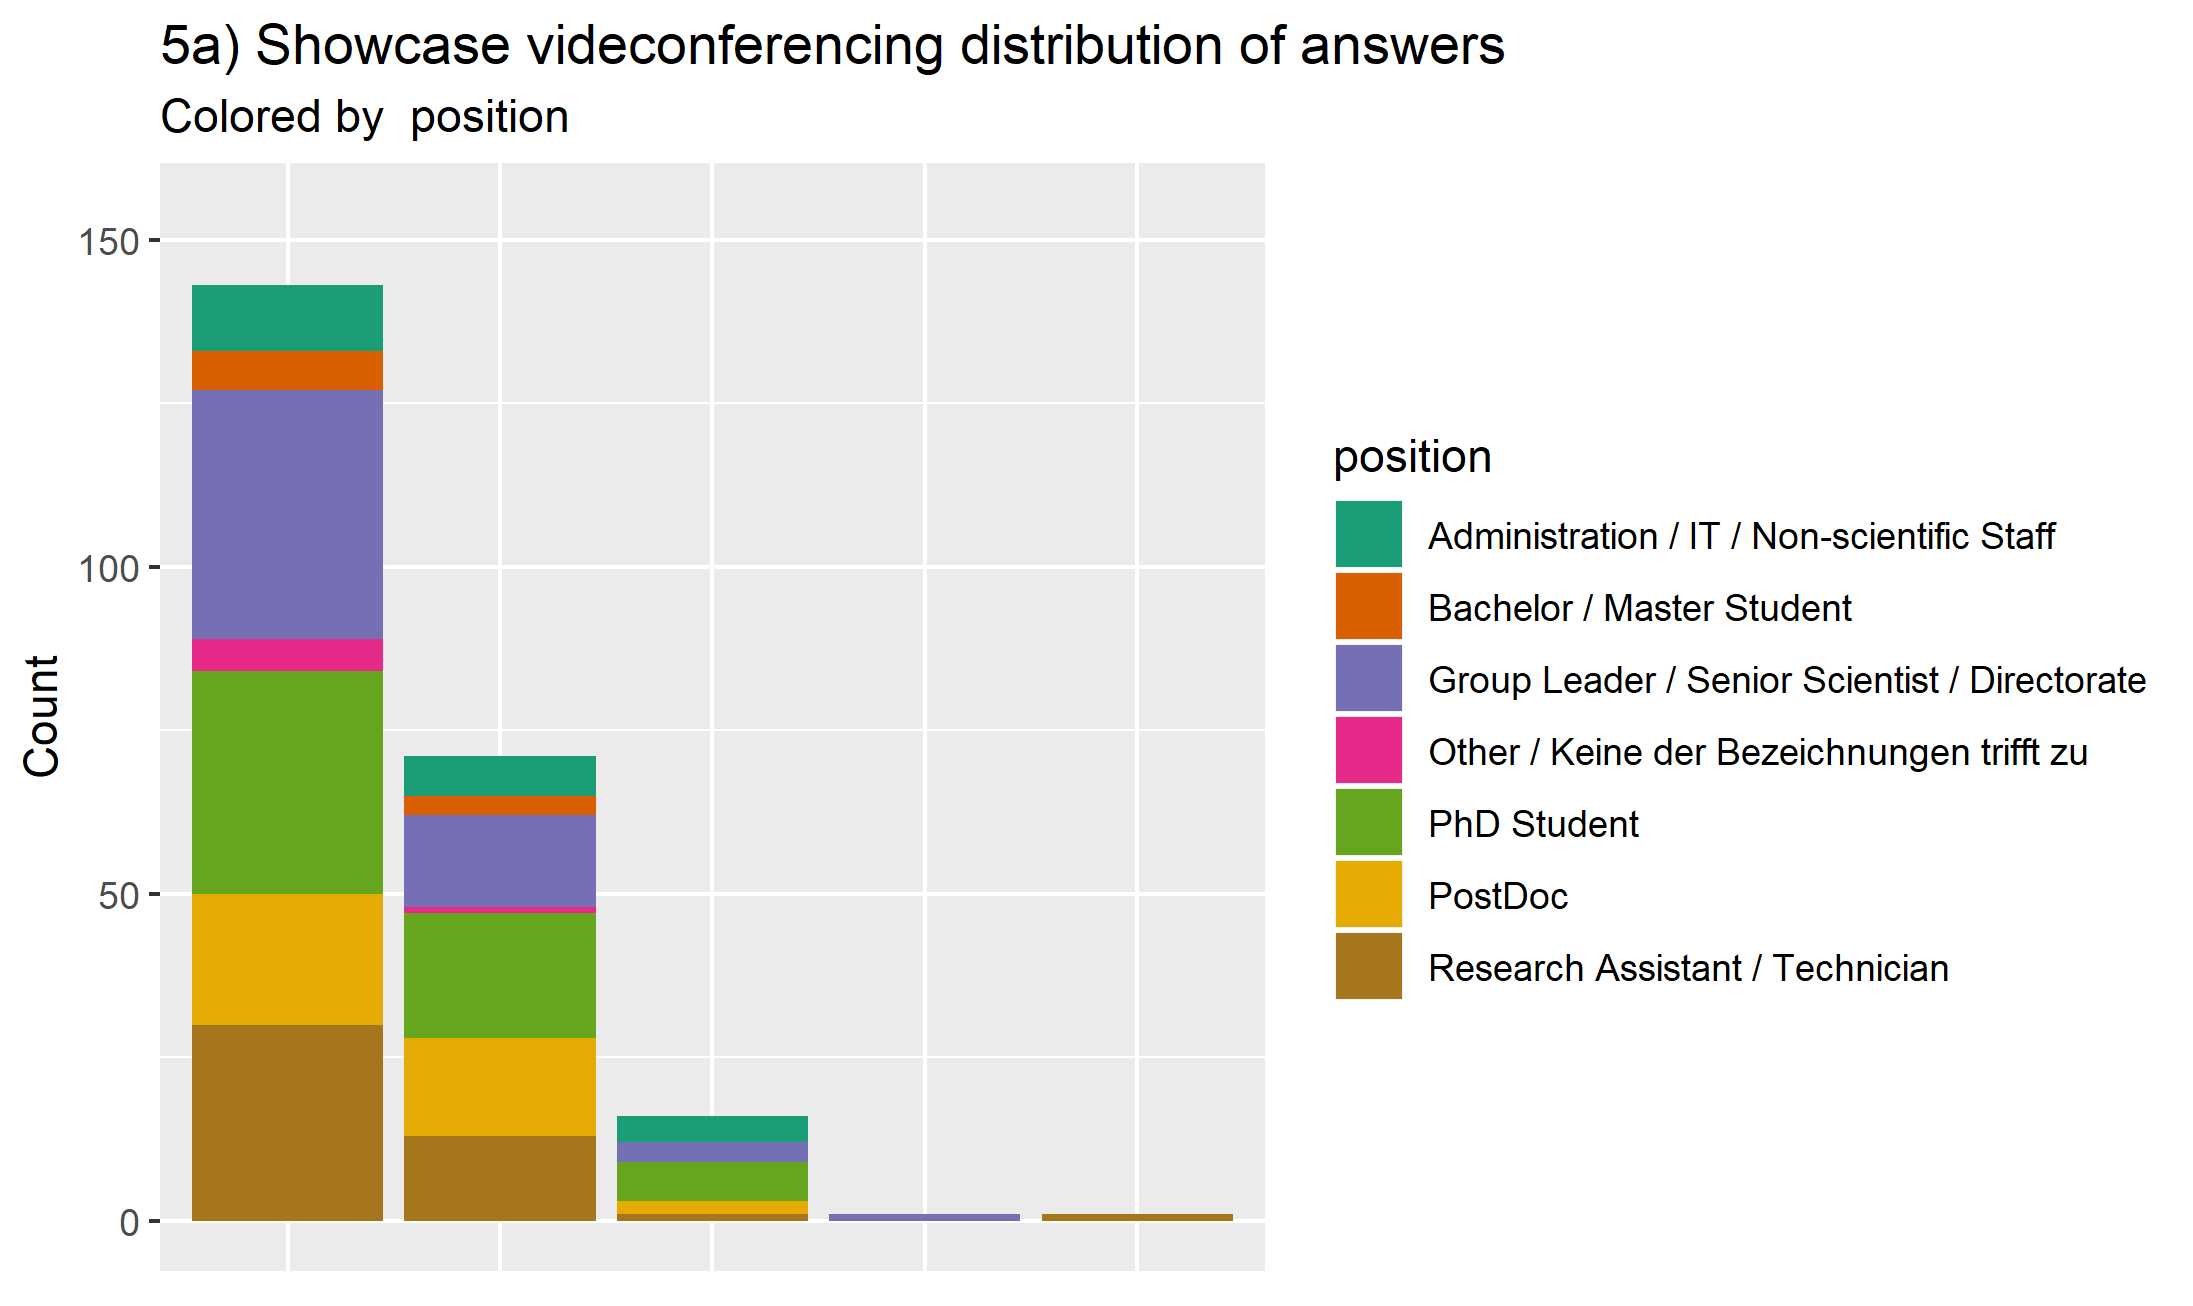 5a) Showcase videconferencing distribution of answers
Colored by  position
150
100
50
0
Count
position
Administration / IT / Non-scientific Staff
Bachelor / Master Student
Group Leader / Senior Scientist / Directorate
Other / Keine der Bezeichnungen trifft zu
PhD Student
PostDoc
Research Assistant / Technician